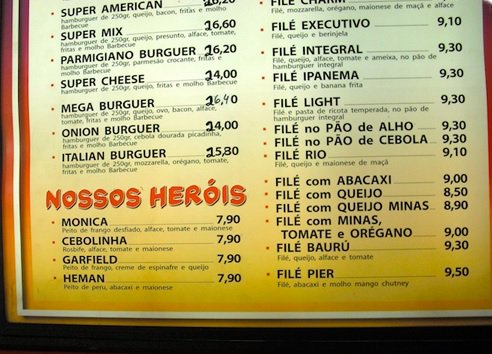 SUPER AMERICAN
hamburguer de 250gr, queijo, bacon, fritas e molho
Barbecue
SUPER MIX 16,60
hamburguer de 250gr, queijo, presunto, alface, tomate,
fritas e molho Barbecue
PARMIGIANO BURGUER 16,20
hamburguer de 250gr, parmesão crocante, fritas e
molho Barbecue
SUPER CHEESE 14,00
hamburguer de 250gr, queijo, fritas e molho Barbecue
MEGA BURGUER 16,40
hamburguer de 250gr, queijo, ovo, bacon, alface,
tomate, fritas e molho Barbecue
ONION BURGUER 14,00
hamburguer de 250gr, cebola dourada picadinha,
fritas e molho Barbecue
ITALIAN BURGUER 15,80
hamburguer de 250gr, mozzarella, orégano, tomate,
fritas e molho Barbecue
NOSSOS HERÓIS
MONICA 7,90
Peito de frango desfiado, alface, tomate e maionese
CEBOLINHA 7,90
Rosbife, alface, tomate e maionese
GARFIELD 7,90
Peito de frango, creme de espinafre e queijo
HEMAN 7,90
Peito de peru, abacaxi e maionese
FILÉ CHARM
Filé, mozzarella, orégano, maionese de maçã e alface
FILÉ EXECUTIVO 9,10
Filé, queijo e berinjela
FILÉ INTEGRAL 9,30
Filé, queijo, alface, tomate e ameixa, no pão de
hamburguer integral
FILÉ IPANEMA 9,30
Filé, queijo e banana frita
FILÉ LIGHT 9,30
Filé e pasta de ricota temperada, no pão de
hamburguer integral
FILÉ no PÃO de ALHO 9,30
FILÉ no PÃO de CEBOLA 9,30
FILÉ RIO 9,10
Filé, queijo e maionese de maçã
FILÉ com ABACAXI 9,00
FILÉ com QUEIJO 8,50
FILÉ com QUEIJO MINAS 8,90
FILÉ com MINAS,
TOMATE e ORÉGANO 9,00
FILÉ BAURÚ 9,30
Filé, queijo, alface e tomate
FILÉ PIER 9,50
Filé, abacaxi e molho mango chutney